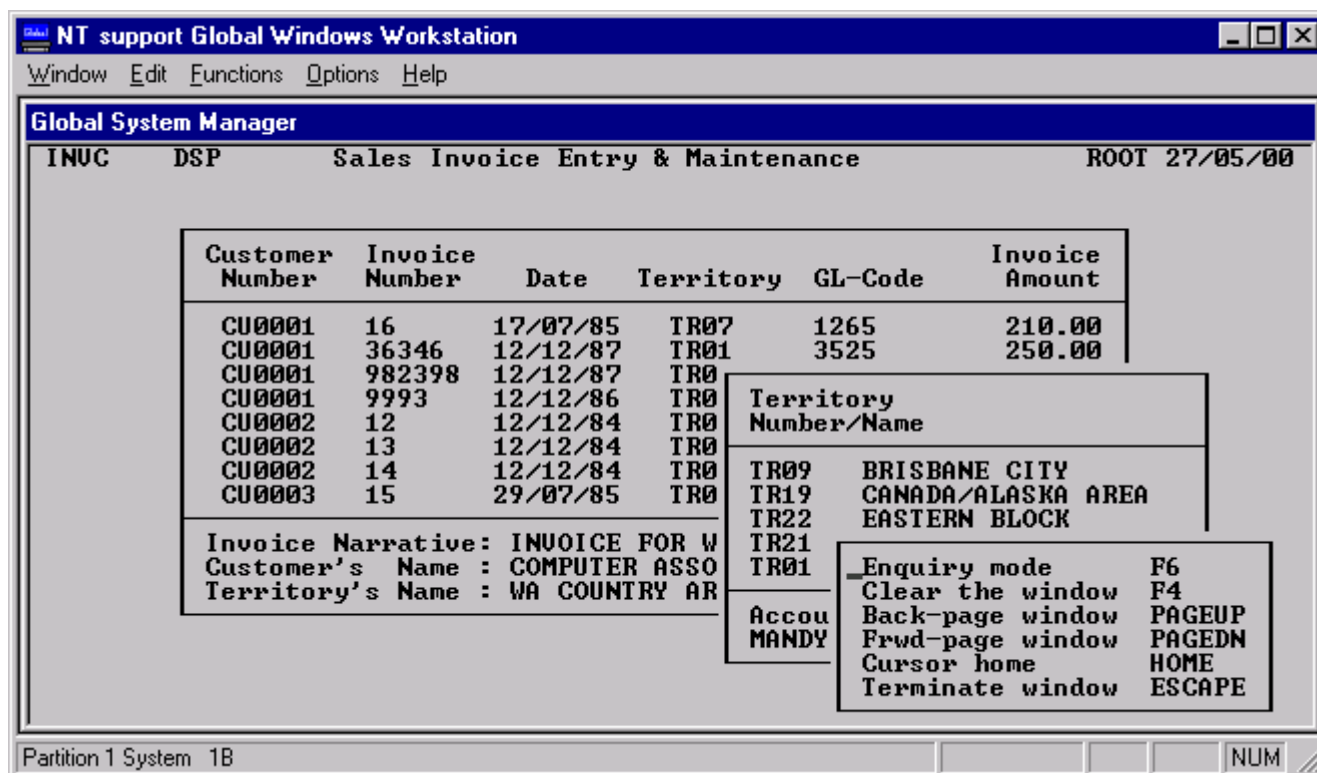 NT support Global Windows Workstation
Window Edit Functions Options Help
Global System Manager
INVC DSP Sales Invoice Entry & Maintenance ROOT 27/05/00
Customer Invoice Invoice
Number Number Date Territory GL-Code Amount
CU0001 16 17/07/85 TR07 1265 210.00
CU0001 36346 12/12/87 TR01 3525 250.00
CU0001 982398 12/12/87 TR0
CU0001 9993 12/12/86 TR0
CU0002 12 12/12/84 TR0
CU0002 13 12/12/84 TR0
CU0002 14 12/12/84 TR0
CU0003 15 29/07/85 TR0
Invoice Narrative: INVOICE FOR W
Customer's Name : COMPUTER ASSO
Territory's Name : WA COUNTRY AR
Territory
Number/Name
TR09 BRISBANE CITY
TR19 CANADA/ALASKA AREA
TR22 EASTERN BLOCK
TR21
TR01
Accou
MANDY
Enquiry mode F6
Clear the window F4
Back-page window PAGEUP
Frwd-page window PAGEDN
Cursor home HOME
Terminate window ESCAPE
Partition 1 System 1B NUM